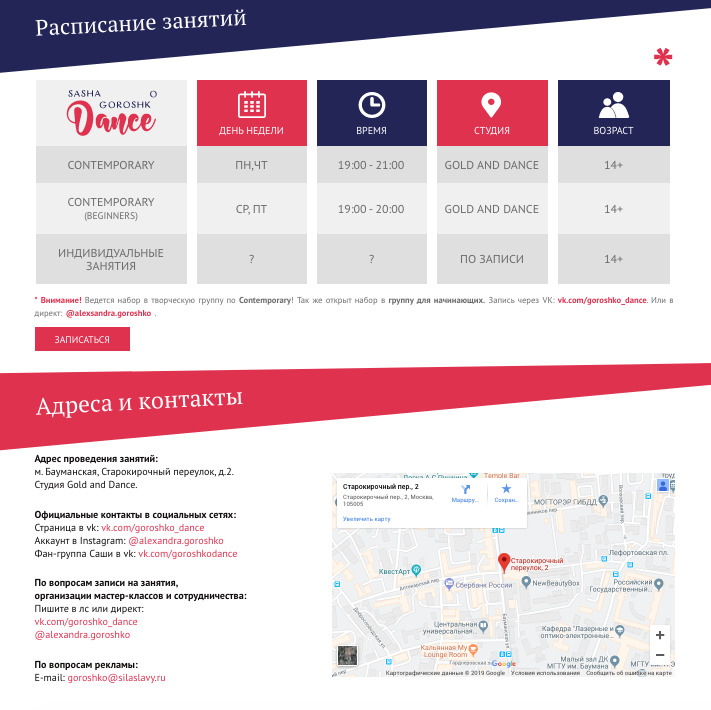 Расписание занятий
SASHA
GOROSHKO
Dance
ДЕНЬ НЕДЕЛИ
ВРЕМЯ
СТУДИЯ
ВОЗРАСТ
CONTEMPORARY
ПН,ЧТ
19:00 - 21:00
GOLD AND DANCE
14+
CONTEMPORARY
(BEGINNERS)
СР, ПТ
19:00 - 20:00
GOLD AND DANCE
14+
ИНДИВИДУАЛЬНЫЕ
ЗАНЯТИЯ
?
?
ПО ЗАПИСИ
14+
* Внимание! Ведется набор в творческую группу по Contemporary! Так же открыт набор в группу для начинающих. Запись через VK: vk.com/goroshko_dance. Или в
директ: @alexsandra.goroshko .
ЗАПИСАТЬСЯ
Адреса и контакты
Адрес проведения занятий:
м. Бауманская, Старокирочный переулок, д.2.
Студия Gold and Dance.
Официальные контакты в социальных сетях:
Страница в vk: vk.com/goroshko_dance
Аккаунт в Instagram: @alexandra.goroshko
Фан-группа Саши в vk: vk.com/goroshkodance
По вопросам записи на занятия,
организации мастер-классов и сотрудничества:
Пишите в лс или директ:
vk.com/goroshko_dance
@alexandra.goroshko
По вопросам рекламы:
E-mail: goroshko@silaslavy.ru
Temple Bar
Старокирочный пер., 2
Старокирочный пер., 2, Москва,
105005
Маршру...
Сохран...
Увеличить карту
МОТТОРЭР ГИБДД
Лефортовская пл.
Старокирочный
переулок, 2
КвестАрт
Сбербанк России
NewBeautyBox
Российский
Государственный...
Центральная
универсальная...
Кафедра "Лазерные и
оптико-электронные...
Кальянная My
Lounge Room
Малый зал ДК
МГТУ им. Баумана
Google
Картографические данные © 2019 Google
Условия использования
Сообщить об ошибке на карте